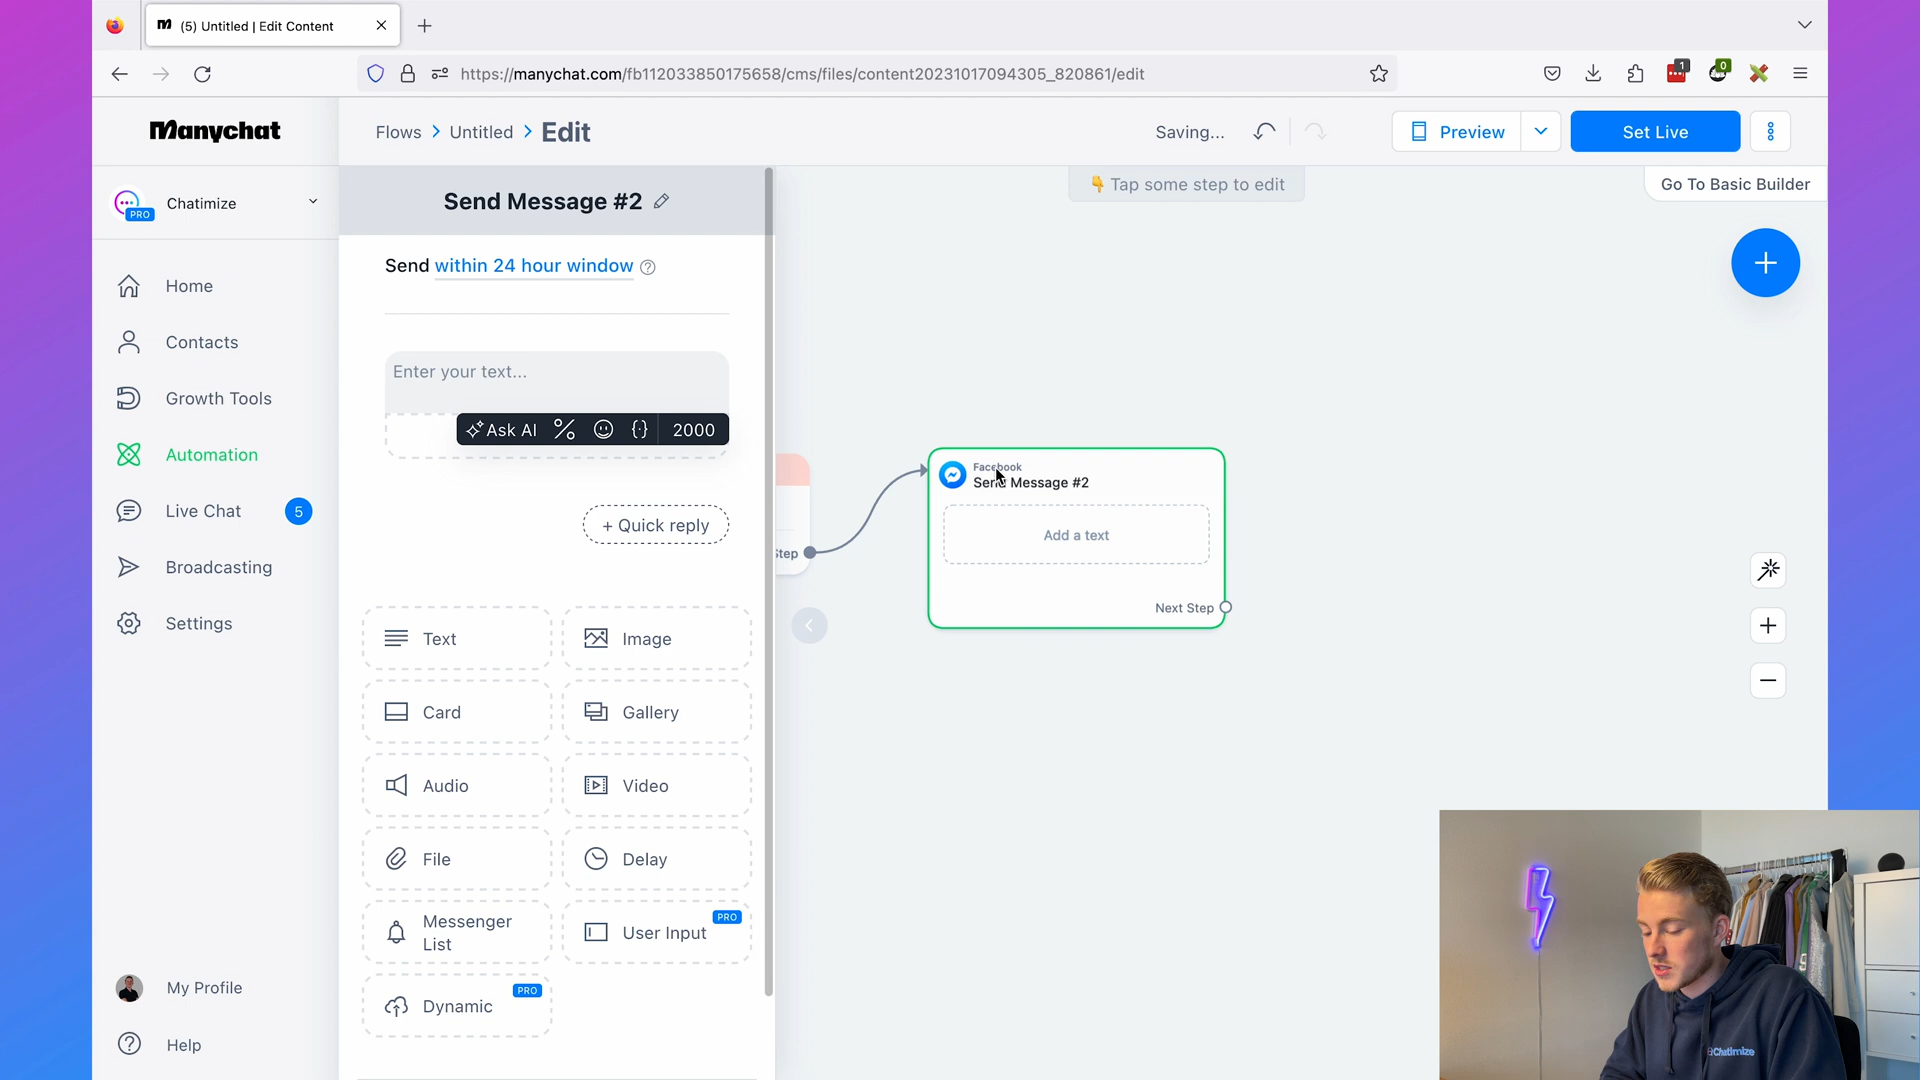 (5) Untitled | Edit Content
https://manychat.com/fb112033850175658/cms/files/content20231017094305_820861/edit
1
0
Manychat
Flows > Untitled > Edit
Saving...
Preview
Set Live
PRO
Chatimize
Home
Contacts
Growth Tools
Automation
Live Chat
5
Broadcasting
Settings
My Profile
Help
Send Message #2
Send within 24 hour window
Enter your text...
Ask AI
2000
+ Quick reply
Text
Image
Card
Gallery
Audio
Video
File
Delay
Messenger
List
User Input
PRO
Dynamic
PRO
Tap some step to edit
Go To Basic Builder
Step
Facebook
Send Message #2
Add a text
Next Step
Chatimize